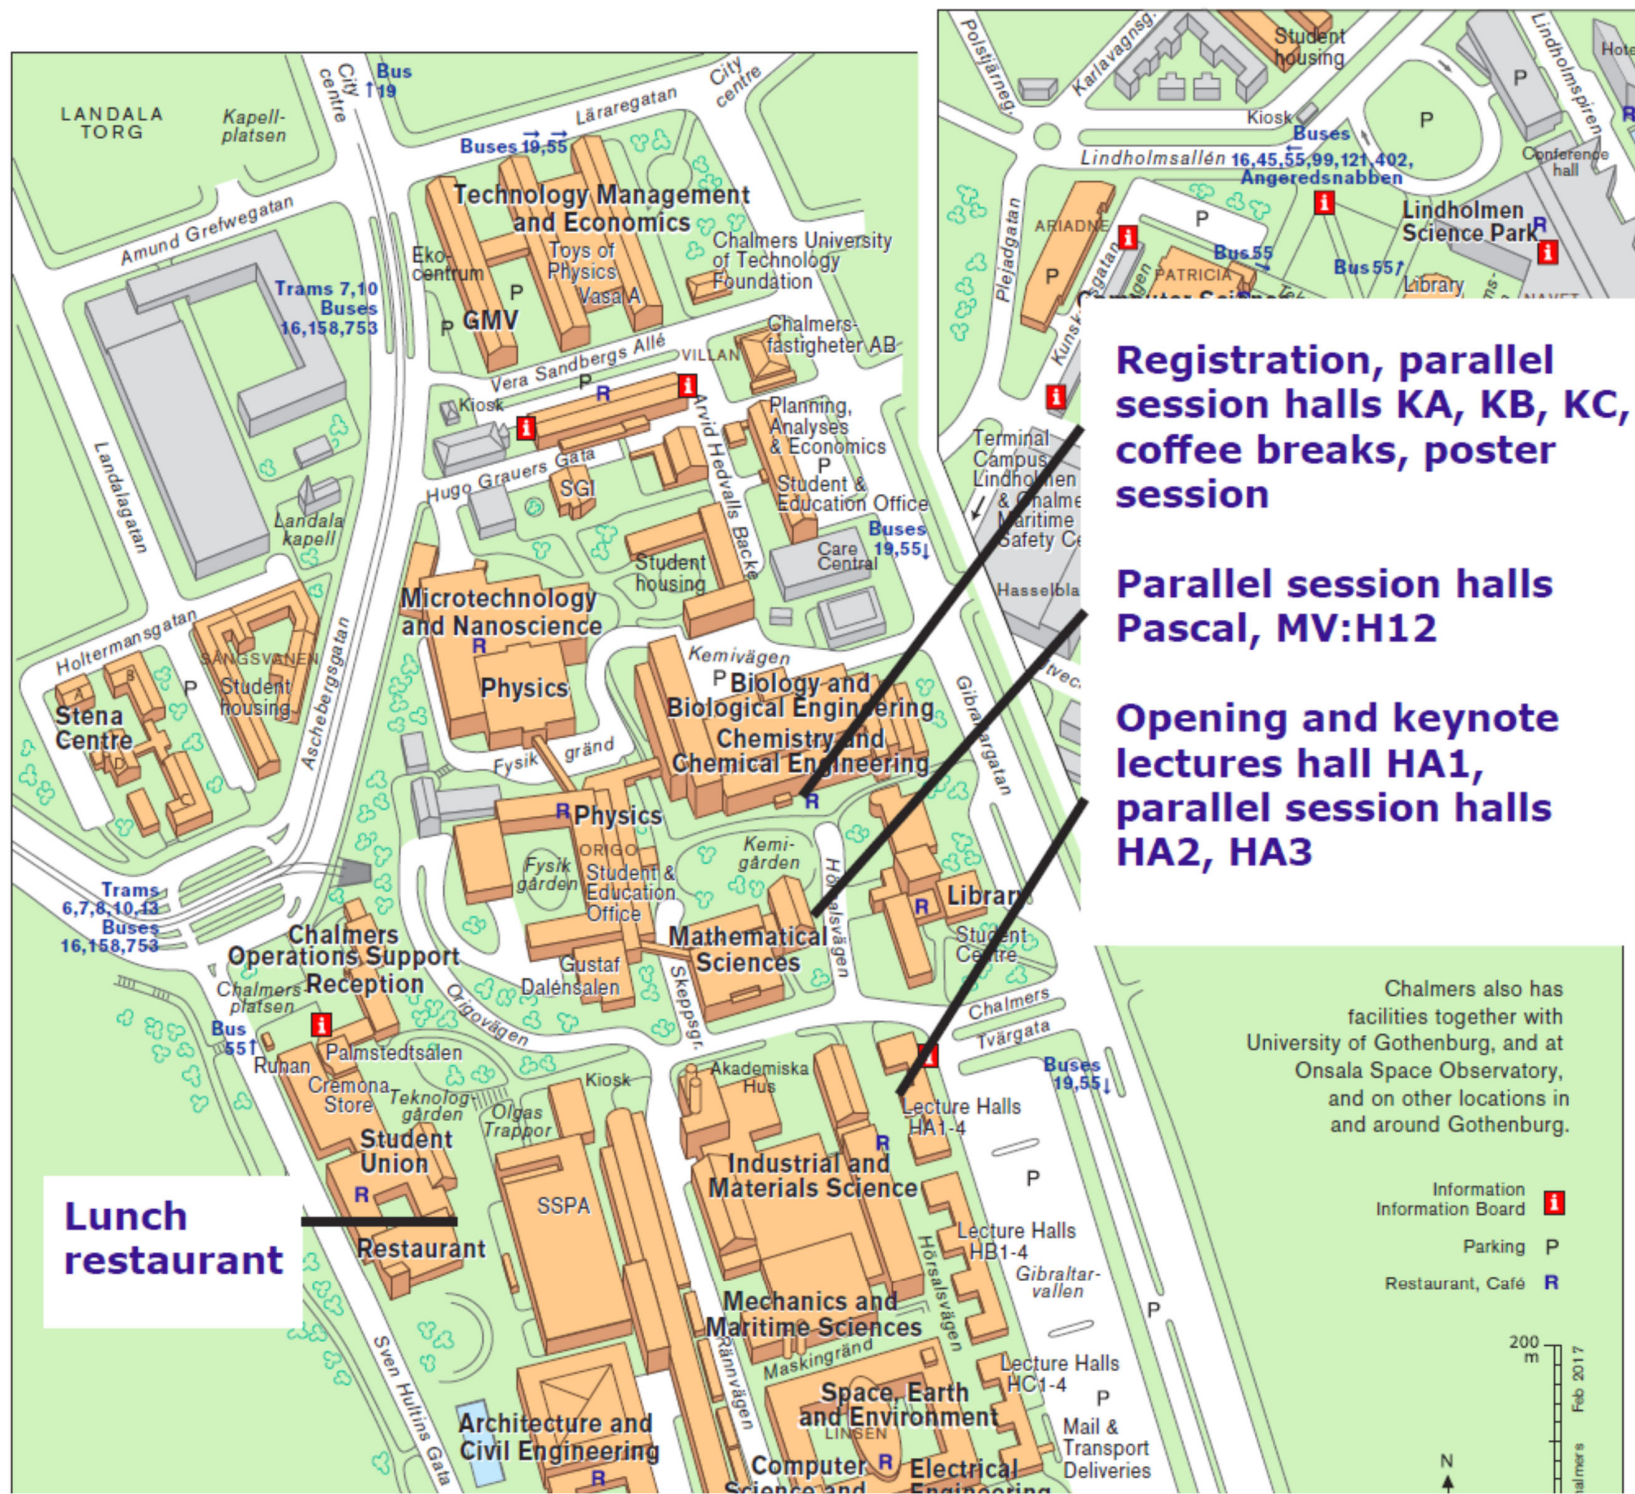 LANDALA
TORG
Kapell-
platsen
City
centre
↑Bus
19
Läraregatan
City
centre
Buses 19,55
Amund Grefwegatan
Technology Management
and Economics
Eko-
centrum
Toys of
Physics
Vasa A
Chalmers University
of Technology
Foundation
P
P
GMV
Trams 7,10
Buses
16,158,753
Vera Sandbergs Allé
VILLAN
Chalmers-
fastigheter AB
P
R
i
Kiosk
i
Arvid Hedvalls Backe
Planning,
Analyses
& Economics
P
Student &
Education Office
Hugo Grauers Gata
SGI
Landalagatan
Landala
kapell
Buses
19,55↓
Care
Central
Student
housing
Microtechnology
and Nanoscience
R
Physics
Holtermansgatan
SÅNGSVANEN
Student
housing
P
A
B
C
D
Stena
Centre
Aschebergsgatan
Kemivägen
P
Biology and
Biological Engineering
Chemistry and
Chemical Engineering
R
Gibraltargatan
Fysik gränd
R
Physics
ORIGO
Fysik
gården
Student &
Education
Office
Kemi-
gården
Hörsalsvägen
Library
R
Student
Centre
Trams
6,7,8,10,13
Buses
16,158,753
Chalmers
Operations Support
Reception
Chalmers
platsen
Mathematical
Sciences
Gustaf
Dalénsalen
Skeppsgr.
Origovägen
Chalmers
Tvärgata
Bus
55↑
i
Runan
Palmstedtsalen
Cremona
Store
Teknolog-
gården
Olgas
Trappor
Kiosk
Akademiska
Hus
i
Buses
19,55↓
Lecture Halls
HA1-4
Student
Union
R
Restaurant
SSPA
R
Industrial and
Materials Science
P
Lecture Halls
HB1-4
Gibraltar-
vallen
Hörsalsvägen
P
Mechanics and
Maritime Sciences
Maskingränd
Rännvägen
Sven Hultins Gata
Lecture Halls
HC1-4
P
Space, Earth
and Environment
LINSEN
Architecture and
Civil Engineering
R
Mail &
Transport
Deliveries
Computer
Science and
R
Electrical
Engineering
Lunch
restaurant
Polstjärneg.
Karlavagnsg.
Student
housing
P
Lindholmspiren
R
Kiosk
P
Buses
16,45,55,99,121,402,
Angeredsnabben
Lindholmsallén
Conference
hall
Plejadgatan
ARIADNE
i
P
i
Lindholmen
Science Park
R
i
P
PATRICIA
Bus 55
Bus 55↑
Library
i
Terminal
Campus
Lindholmen
Maritime
Registration, parallel
session halls KA, KB, KC,
coffee breaks, poster
session
Parallel session halls
Pascal, MV:H12
Opening and keynote
lectures hall HA1,
parallel session halls
HA2, HA3
Chalmers also has
facilities together with
University of Gothenburg, and at
Onsala Space Observatory,
and on other locations in
and around Gothenburg.
Information
Information Board i
Parking P
Restaurant, Café R
200
m
Feb 2017
N